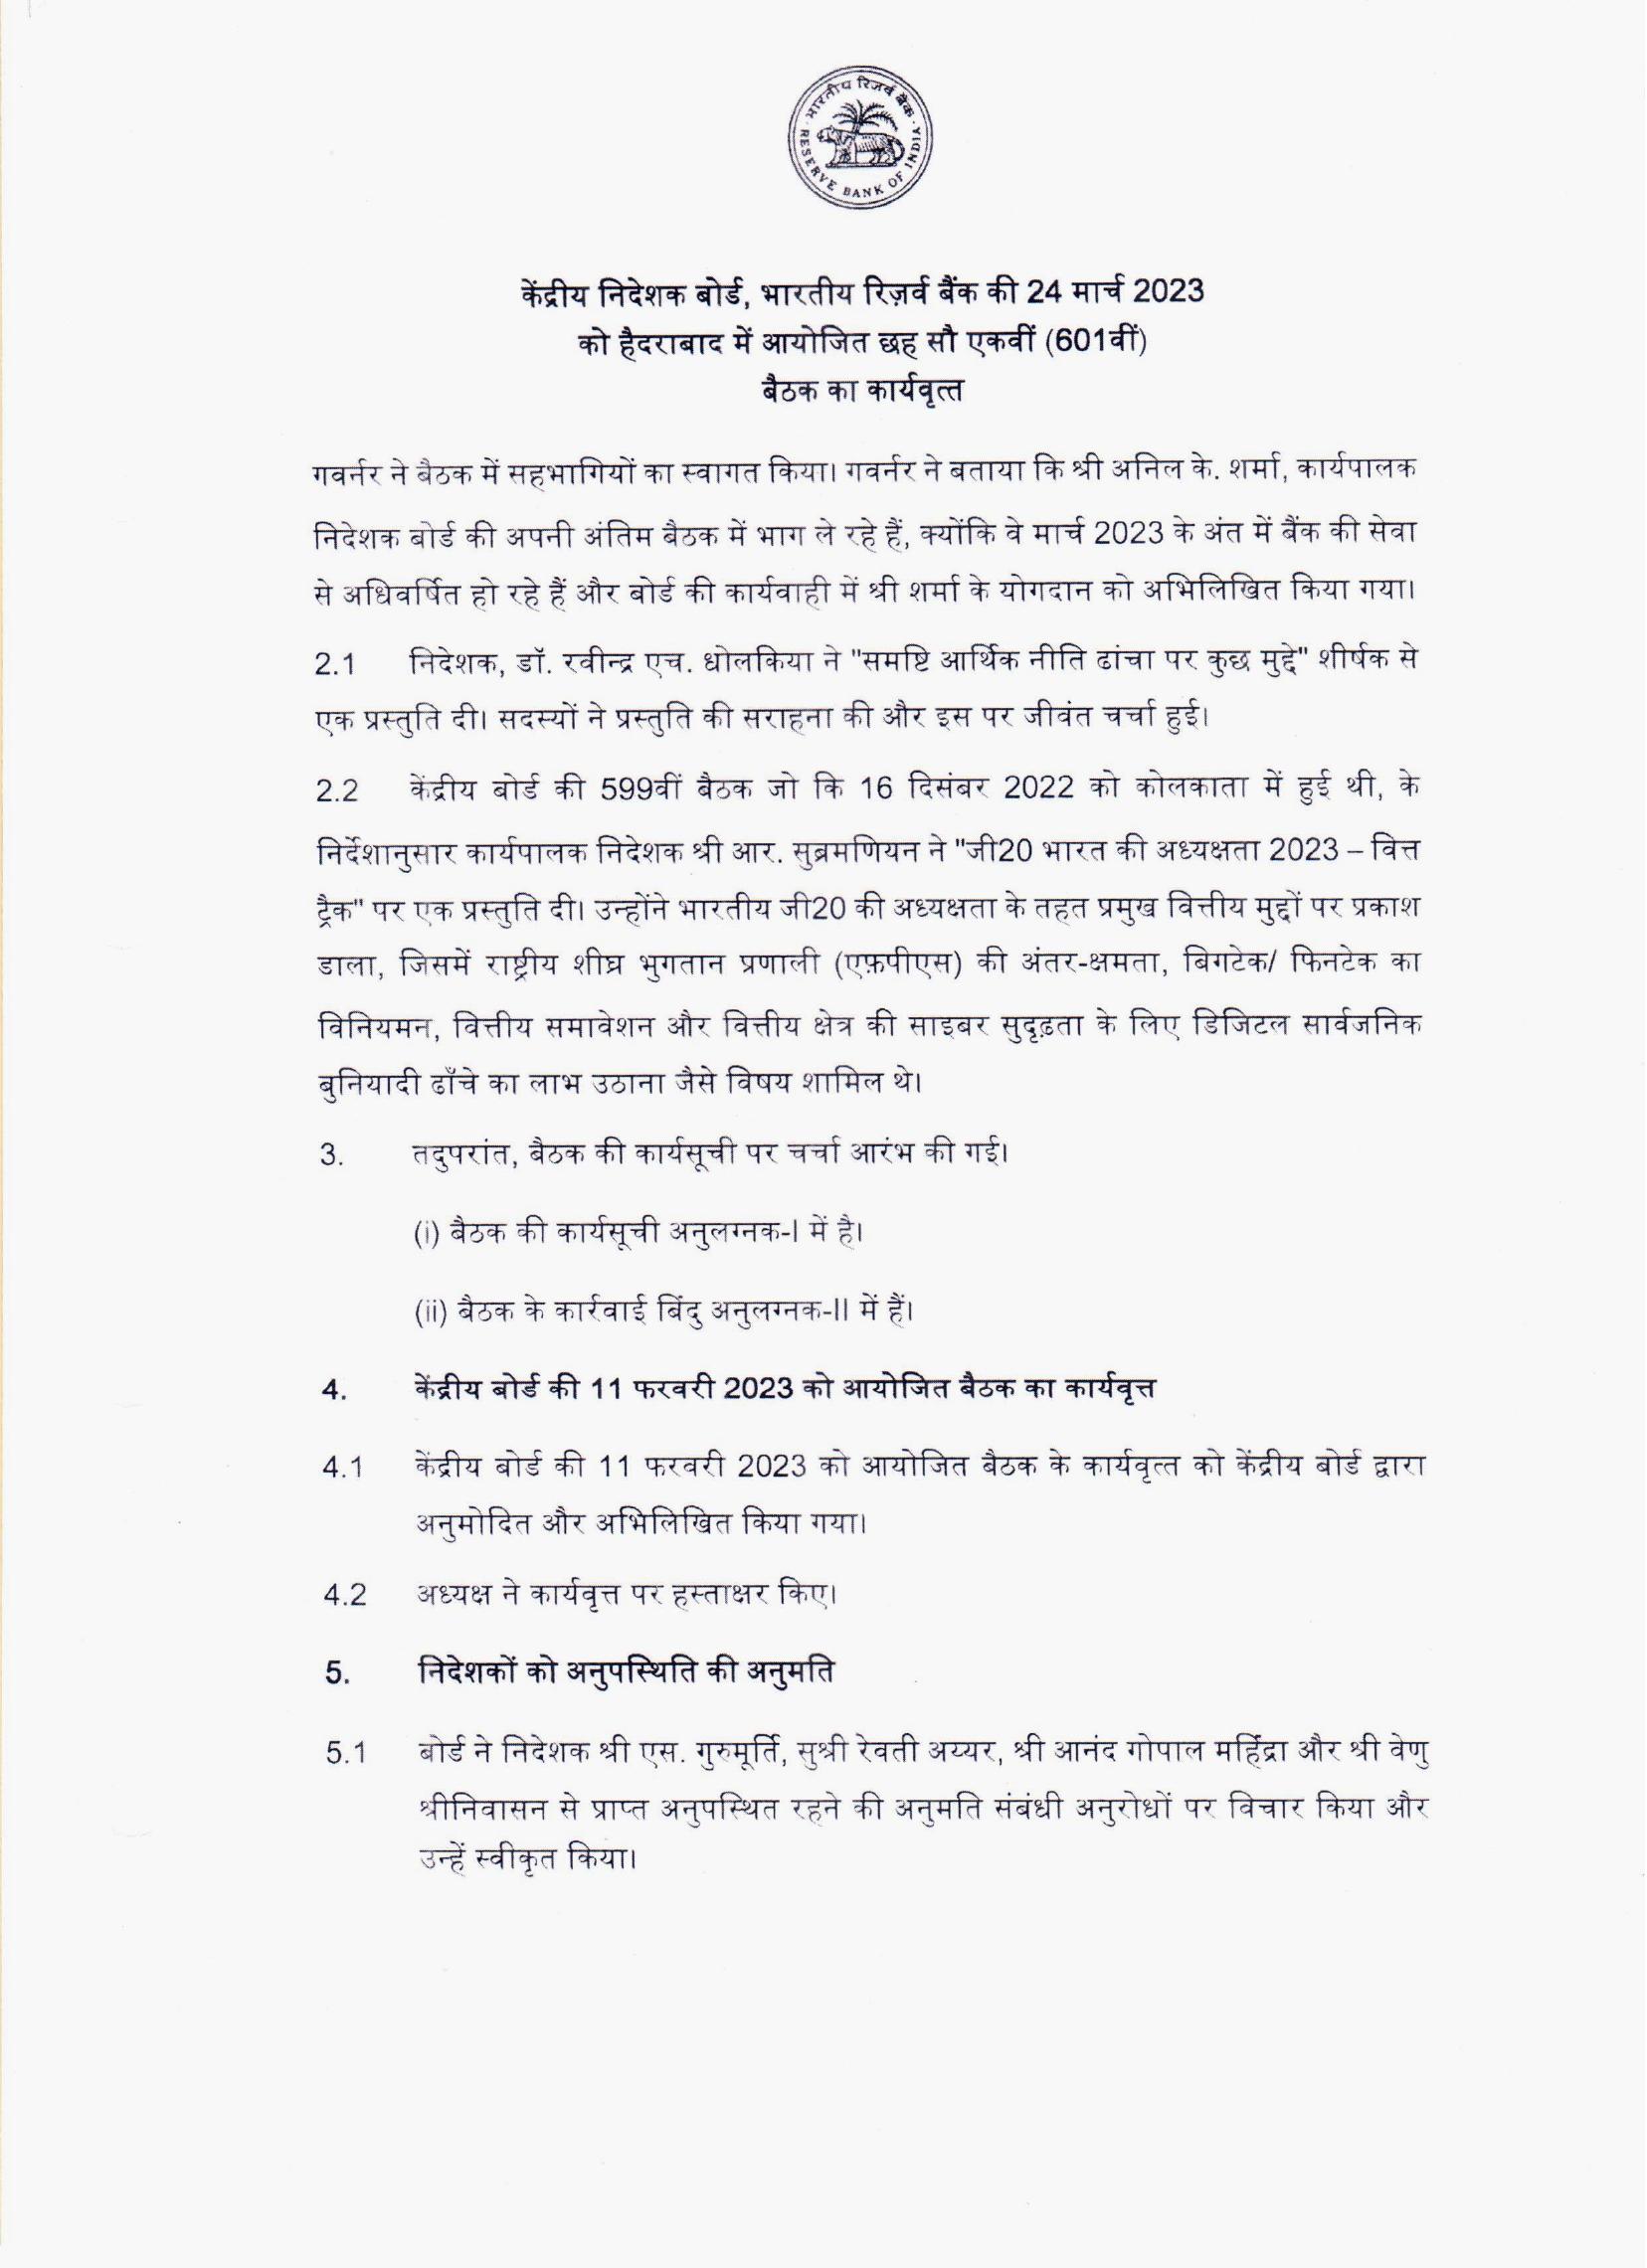 भारतीय रिज़र्व बैंक
RESERVE BANK OF INDIA
केंद्रीय निदेशक बोर्ड, भारतीय रिज़र्व बैंक की 24 मार्च 2023
को हैदराबाद में आयोजित छह सौ एकवीं (601वीं)
बैठक का कार्यवृत्त
गवर्नर ने बैठक में सहभागियों का स्वागत किया। गवर्नर ने बताया कि श्री अनिल के. शर्मा, कार्यपालक
निदेशक बोर्ड की अपनी अंतिम बैठक में भाग ले रहे हैं, क्योंकि वे मार्च 2023 के अंत में बैंक की सेवा
से अधिवर्षित हो रहे हैं और बोर्ड की कार्यवाही में श्री शर्मा के योगदान को अभिलिखित किया गया।
2.1 निदेशक, डॉ. रवीन्द्र एच. धोलकिया ने "समष्टि आर्थिक नीति ढांचा पर कुछ मुद्दे" शीर्षक से
एक प्रस्तुति दी। सदस्यों ने प्रस्तुति की सराहना की और इस पर जीवंत चर्चा हुई।
2.2 केंद्रीय बोर्ड की 599वीं बैठक जो कि 16 दिसंबर 2022 को कोलकाता में हुई थी, के
निर्देशानुसार कार्यपालक निदेशक श्री आर. सुब्रमणियन ने "जी20 भारत की अध्यक्षता 2023 – वित्त
ट्रैक" पर एक प्रस्तुति दी। उन्होंने भारतीय जी20 की अध्यक्षता के तहत प्रमुख वित्तीय मुद्दों पर प्रकाश
डाला, जिसमें राष्ट्रीय शीघ्र भुगतान प्रणाली (एफ़पीएस) की अंतर-क्षमता, बिगटेक/ फिनटेक का
विनियमन, वित्तीय समावेशन और वित्तीय क्षेत्र की साइबर सुदृढ़ता के लिए डिजिटल सार्वजनिक
बुनियादी ढाँचे का लाभ उठाना जैसे विषय शामिल थे।
3. तदुपरांत, बैठक की कार्यसूची पर चर्चा आरंभ की गई।
(i) बैठक की कार्यसूची अनुलग्नक-I में है।
(ii) बैठक के कार्रवाई बिंदु अनुलग्नक-II में हैं।
4. केंद्रीय बोर्ड की 11 फरवरी 2023 को आयोजित बैठक का कार्यवृत्त
4.1 केंद्रीय बोर्ड की 11 फरवरी 2023 को आयोजित बैठक के कार्यवृत्त को केंद्रीय बोर्ड द्वारा
अनुमोदित और अभिलिखित किया गया।
4.2 अध्यक्ष ने कार्यवृत्त पर हस्ताक्षर किए।
5. निदेशकों को अनुपस्थिति की अनुमति
5.1 बोर्ड ने निदेशक श्री एस. गुरुमूर्ति, सुश्री रेवती अय्यर, श्री आनंद गोपाल महिंद्रा और श्री वेणु
श्रीनिवासन से प्राप्त अनुपस्थित रहने की अनुमति संबंधी अनुरोधों पर विचार किया और
उन्हें स्वीकृत किया।